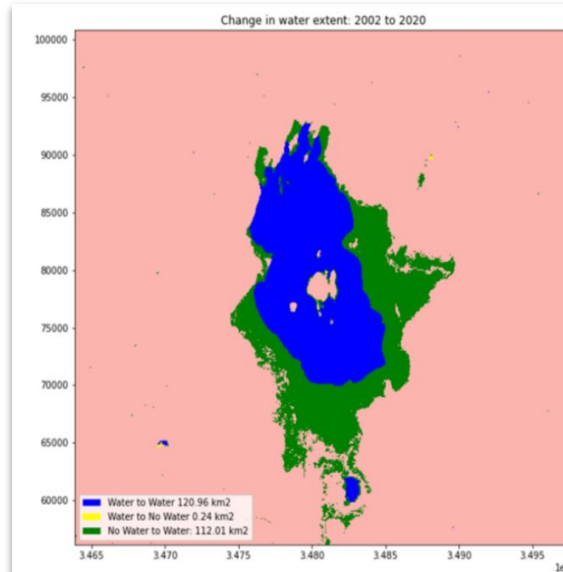 Change in water extent: 2002 to 2020
100000
95000
90000
85000
80000
75000
70000
65000
60000
Water to Water 120.96 km2
Water to No Water 0.24 km2
No Water to Water: 112.01 km2
3.465 3.470 3.475 3.480 3.485 3.490 3.495